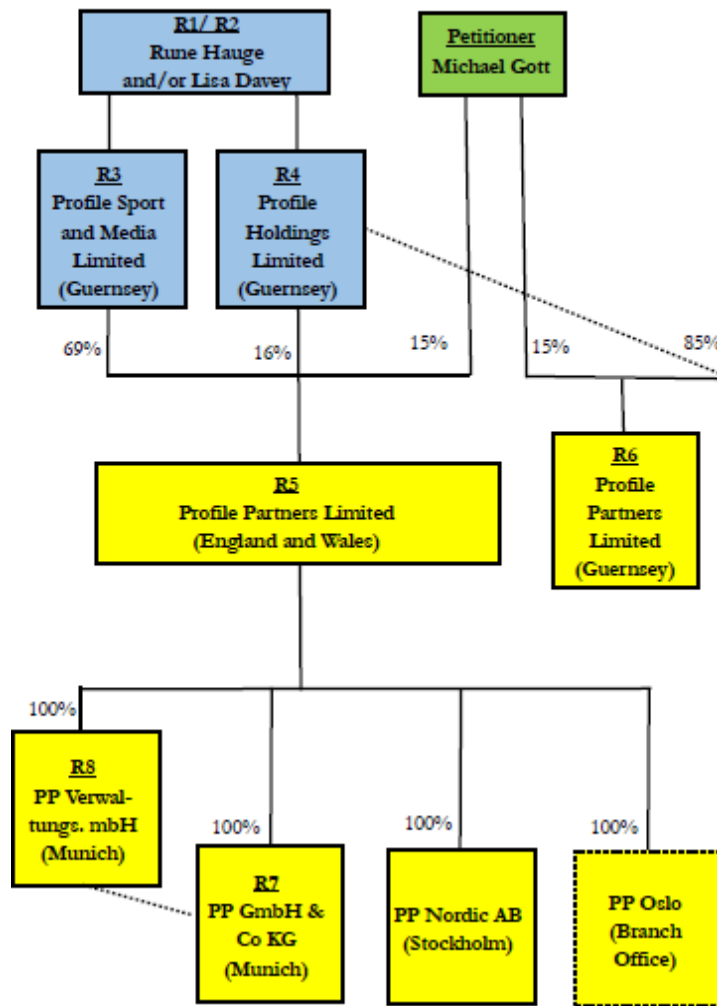 R1/ R2
Rune Hauge
and/or Lisa Davey
Petitioner
Michael Gott
R3
Profile Sport
and Media
Limited
(Guernsey)
R4
Profile
Holdings
Limited
(Guernsey)
69%
16%
15%
15%
85%
R5
Profile Partners Limited
(England and Wales)
R6
Profile
Partners
Limited
(Guernsey)
100%
R8
PP Verwal-
tungs. mbH
(Munich)
100%
R7
PP GmbH &
Co KG
(Munich)
100%
PP Nordic AB
(Stockholm)
100%
PP Oslo
(Branch
Office)